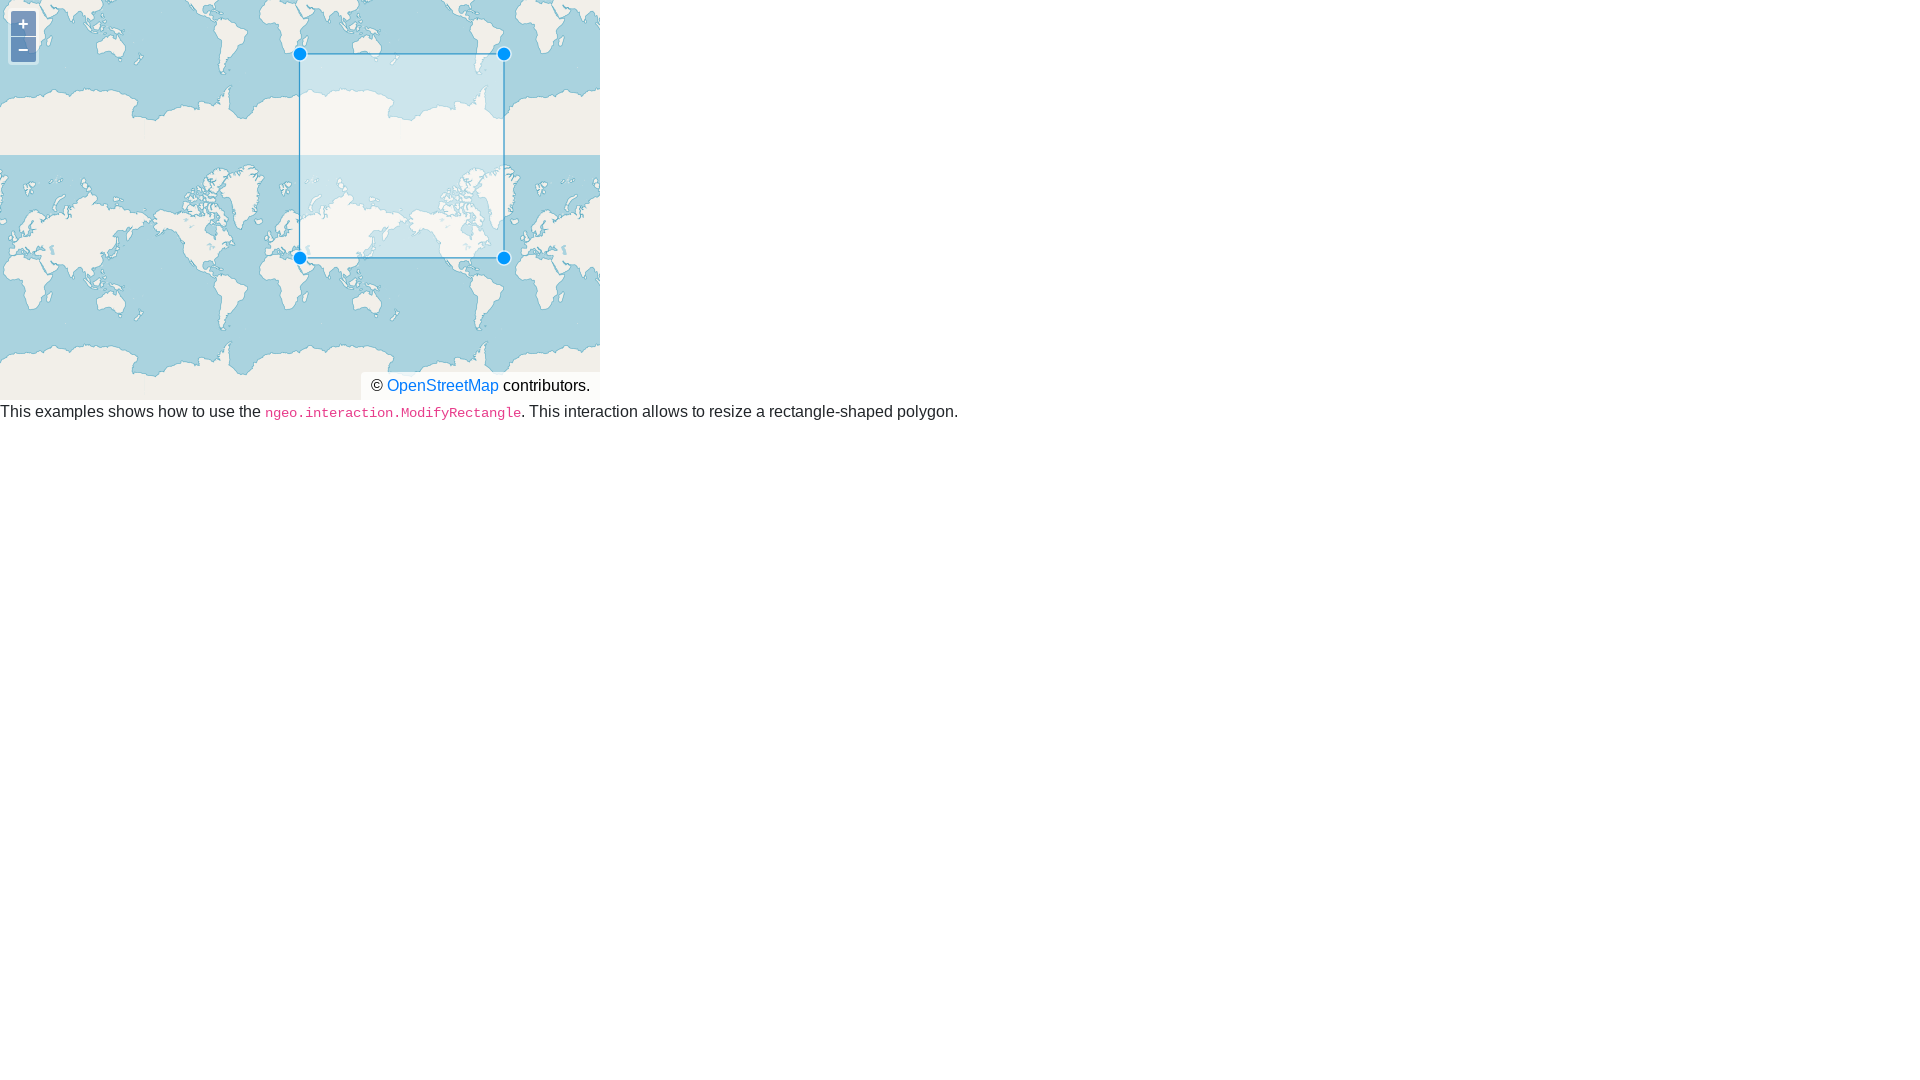 +
−
© OpenStreetMap contributors.
This examples shows how to use the ngeo.interaction.ModifyRectangle. This interaction allows to resize a rectangle-shaped polygon.